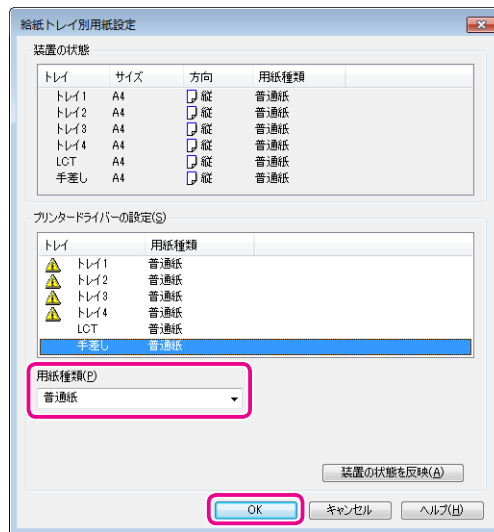 給紙トレイ別用紙設定
装置の状態
トレイ サイズ 方向 用紙種類
トレイ1 A4 縦 普通紙
トレイ2 A4 縦 普通紙
トレイ3 A4 縦 普通紙
トレイ4 A4 縦 普通紙
LCT A4 縦 普通紙
手差し A4 縦 普通紙
プリンタードライバーの設定(S)
トレイ 用紙種類
トレイ1 普通紙
トレイ2 普通紙
トレイ3 普通紙
トレイ4 普通紙
LCT 普通紙
手差し 普通紙
用紙種類(P)
普通紙
装置の状態を反映(A)
OK キャンセル ヘルプ(H)